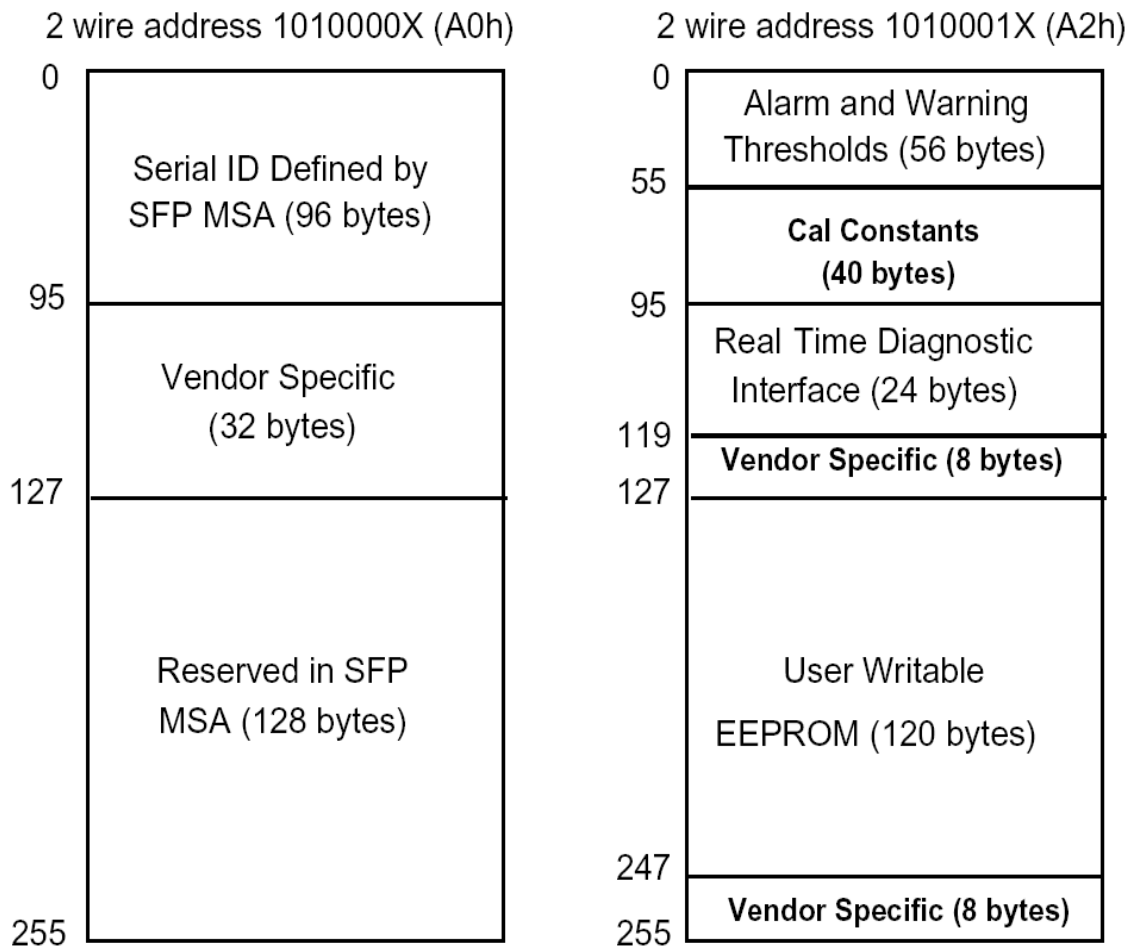 2 wire address 1010000X (A0h)
0
Serial ID Defined by
SFP MSA (96 bytes)
95
Vendor Specific
(32 bytes)
127
Reserved in SFP
MSA (128 bytes)
255
2 wire address 1010001X (A2h)
0
Alarm and Warning
Thresholds (56 bytes)
55
Cal Constants
(40 bytes)
95
Real Time Diagnostic
Interface (24 bytes)
119
Vendor Specific (8 bytes)
127
User Writable
EEPROM (120 bytes)
247
Vendor Specific (8 bytes)
255